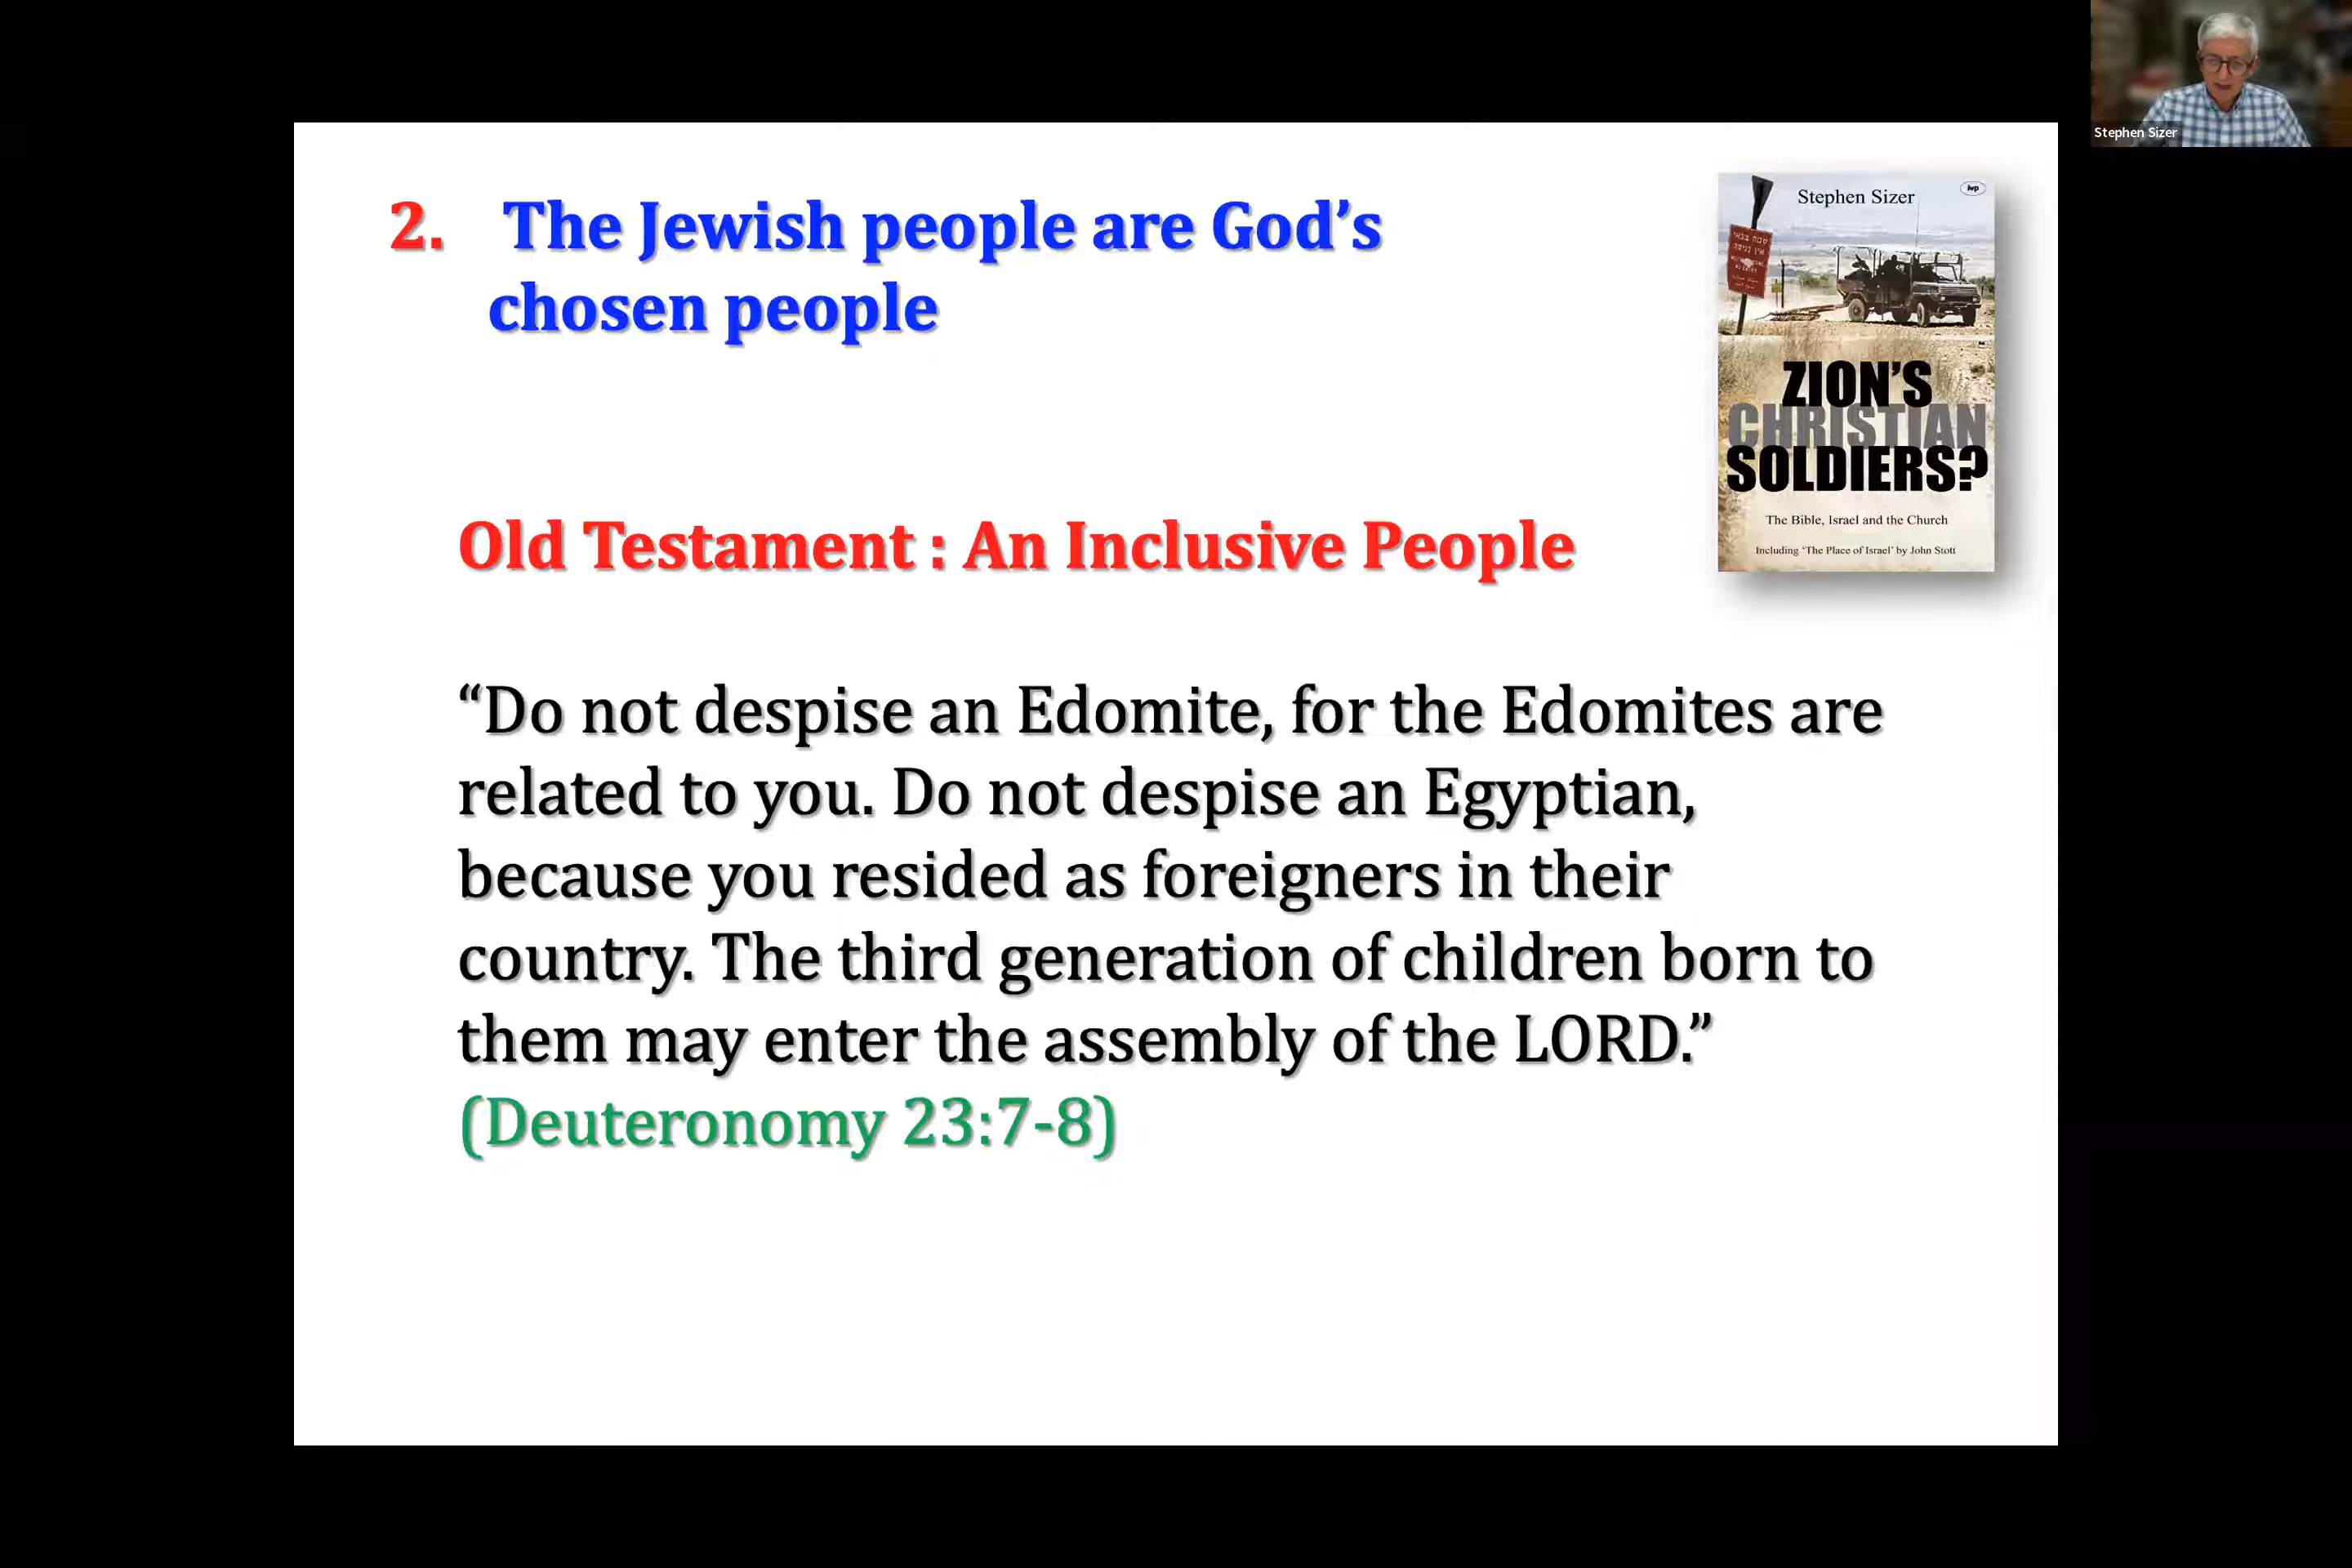 2. The Jewish people are God’s
chosen people
Old Testament : An Inclusive People
“Do not despise an Edomite, for the Edomites are
related to you. Do not despise an Egyptian,
because you resided as foreigners in their
country. The third generation of children born to
them may enter the assembly of the LORD.”
(Deuteronomy 23:7-8)
Stephen Sizer
ivp
ZION’S
CHRISTIAN
SOLDIERS?
The Bible, Israel and the Church
Including ‘The Place of Israel’ by John Stott
Stephen Sizer